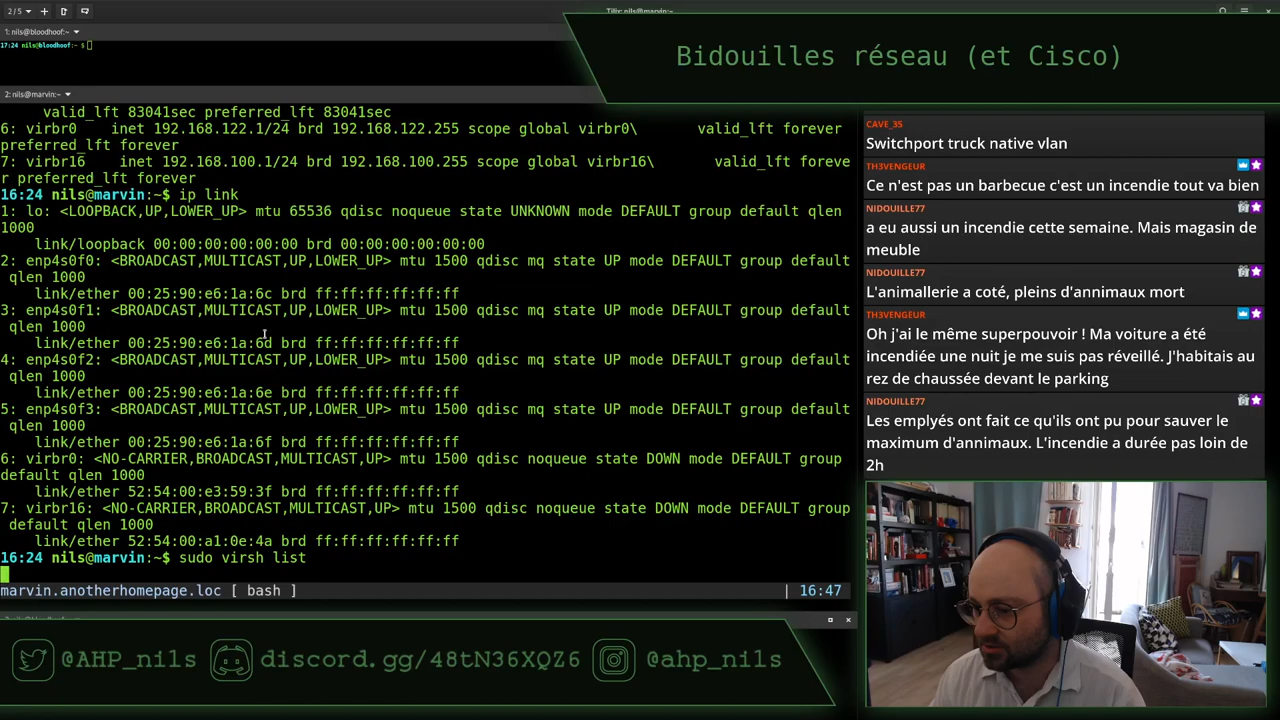 2 / 5
Tilix: nils@marvin:~
1: nils@bloodhoof:~
17:24 nils@bloodhoof:~ $
Bidouilles réseau (et Cisco)
2: nils@marvin:~
valid_lft 83041sec preferred_lft 83041sec
6: virbr0    inet 192.168.122.1/24 brd 192.168.122.255 scope global virbr0\       valid_lft forever
preferred_lft forever
7: virbr16    inet 192.168.100.1/24 brd 192.168.100.255 scope global virbr16\       valid_lft foreve
r preferred_lft forever
16:24 nils@marvin:~$ ip link
1: lo: <LOOPBACK,UP,LOWER_UP> mtu 65536 qdisc noqueue state UNKNOWN mode DEFAULT group default qlen
1000
link/loopback 00:00:00:00:00:00 brd 00:00:00:00:00:00
2: enp4s0f0: <BROADCAST,MULTICAST,UP,LOWER_UP> mtu 1500 qdisc mq state UP mode DEFAULT group default
qlen 1000
link/ether 00:25:90:e6:1a:6c brd ff:ff:ff:ff:ff:ff
3: enp4s0f1: <BROADCAST,MULTICAST,UP,LOWER_UP> mtu 1500 qdisc mq state UP mode DEFAULT group default
qlen 1000
link/ether 00:25:90:e6:1a:6d brd ff:ff:ff:ff:ff:ff
4: enp4s0f2: <BROADCAST,MULTICAST,UP,LOWER_UP> mtu 1500 qdisc mq state UP mode DEFAULT group default
qlen 1000
link/ether 00:25:90:e6:1a:6e brd ff:ff:ff:ff:ff:ff
5: enp4s0f3: <BROADCAST,MULTICAST,UP,LOWER_UP> mtu 1500 qdisc mq state UP mode DEFAULT group default
qlen 1000
link/ether 00:25:90:e6:1a:6f brd ff:ff:ff:ff:ff:ff
6: virbr0: <NO-CARRIER,BROADCAST,MULTICAST,UP> mtu 1500 qdisc noqueue state DOWN mode DEFAULT group
default qlen 1000
link/ether 52:54:00:e3:59:3f brd ff:ff:ff:ff:ff:ff
7: virbr16: <NO-CARRIER,BROADCAST,MULTICAST,UP> mtu 1500 qdisc noqueue state DOWN mode DEFAULT group
default qlen 1000
link/ether 52:54:00:a1:0e:4a brd ff:ff:ff:ff:ff:ff
16:24 nils@marvin:~$ sudo virsh list
marvin.anotherhomepage.loc [ bash ] | 16:47
CAVE_35
Switchport truck native vlan
TH3VENGEUR
Ce n'est pas un barbecue c'est un incendie tout va bien
NIDOUILLE77
a eu aussi un incendie cette semaine. Mais magasin de
meuble
NIDOUILLE77
L'animallerie a coté, pleins d'annimaux mort
TH3VENGEUR
Oh j'ai le même superpouvoir ! Ma voiture a été
incendiée une nuit je me suis pas réveillé. J'habitais au
rez de chaussée devant le parking
NIDOUILLE77
Les emplyés ont fait ce qu'ils ont pu pour sauver le
maximum d'annimaux. L'incendie a durée pas loin de
2h
@AHP_nils discord.gg/48tN36XQZ6 @ahp_nils